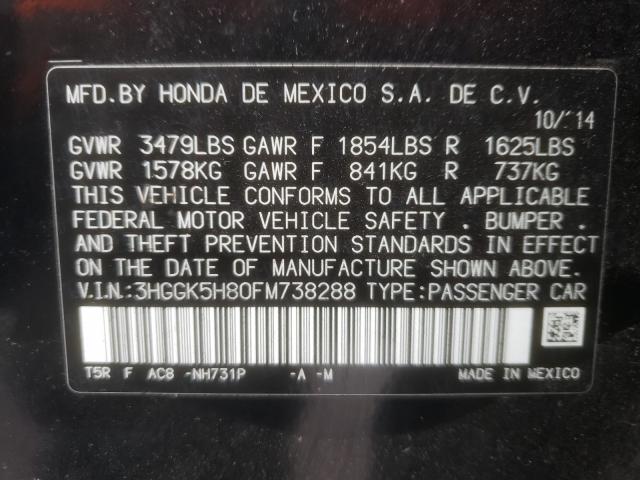 MFD.BY HONDA DE MEXICO S.A. DE C.V.
10/'14
GVWR 3479LBS GAWR F 1854LBS R 1625LBS
GVWR 1578KG GAWR F 841KG R 737KG
THIS VEHICLE CONFORMS TO ALL APPLICABLE
FEDERAL MOTOR VEHICLE SAFETY . BUMPER .
AND THEFT PREVENTION STANDARDS IN EFFECT
ON THE DATE OF MANUFACTURE SHOWN ABOVE.
V.I.N.:3HGGK5H80FM738288 TYPE:PASSENGER CAR
T5R F AC8 -NH731P -A -M MADE IN MEXICO